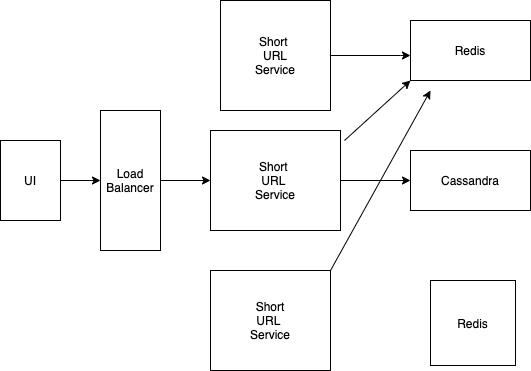 Short
URL
Service
Redis
UI
Load
Balancer
Short
URL
Service
Cassandra
Short
URL
Service
Redis